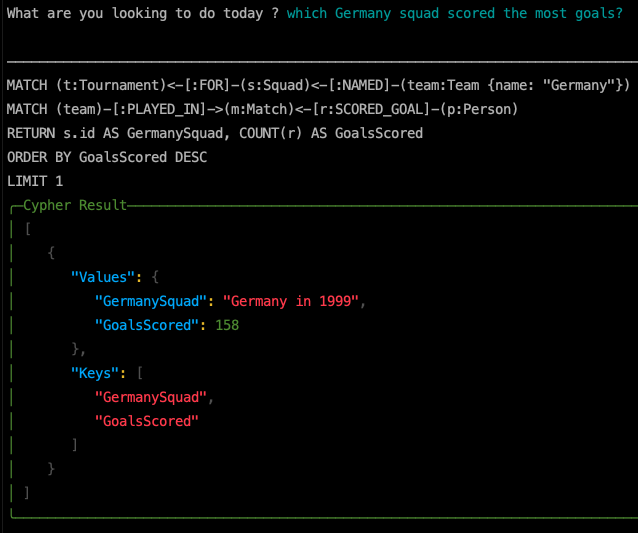 What are you looking to do today ? which Germany squad scored the most goals?
MATCH (t:Tournament)<-[:FOR]-(s:Squad)<-[:NAMED]-(team:Team {name: "Germany"})
MATCH (team)-[:PLAYED_IN]->(m:Match)<-[r:SCORED_GOAL]-(p:Person)
RETURN s.id AS GermanySquad, COUNT(r) AS GoalsScored
ORDER BY GoalsScored DESC
LIMIT 1
Cypher Result
[
{
"Values": {
"GermanySquad": "Germany in 1999",
"GoalsScored": 158
},
"Keys": [
"GermanySquad",
"GoalsScored"
]
}
]